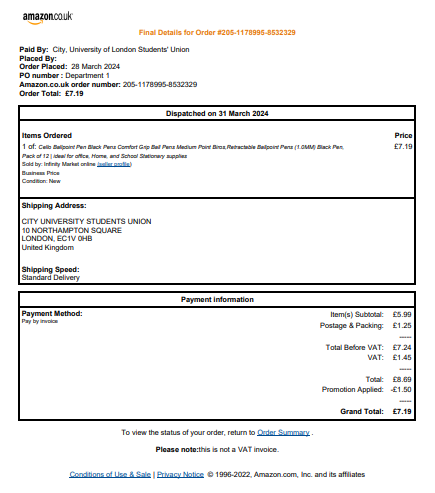 amazon.co.uk
Final Details for Order #205-1178995-8532329
Paid By: City, University of London Students' Union
Placed By:
Order Placed: 28 March 2024
PO number : Department 1
Amazon.co.uk order number: 205-1178995-8532329
Order Total: £7.19
Dispatched on 31 March 2024
Items Ordered Price
1 of: Cello Ballpoint Pen Black Pens Comfort Grip Ball Pens Medium Point Biros,Retractable Ballpoint Pens (1.0MM) Black Pen, £7.19
Pack of 12 | Ideal for office, Home, and School Stationary supplies
Sold by: Infinity Market online (seller profile)
Business Price
Condition: New
Shipping Address:
CITY UNIVERSITY STUDENTS UNION
10 NORTHAMPTON SQUARE
LONDON, EC1V 0HB
United Kingdom
Shipping Speed:
Standard Delivery
Payment information
Payment Method: Item(s) Subtotal: £5.99
Pay by invoice
Postage & Packing: £1.25
-----
Total Before VAT: £7.24
VAT: £1.45
-----
Total: £8.69
Promotion Applied: -£1.50
-----
Grand Total: £7.19
To view the status of your order, return to Order Summary .
Please note:this is not a VAT invoice.
Conditions of Use & Sale | Privacy Notice © 1996-2022, Amazon.com, Inc. and its affiliates